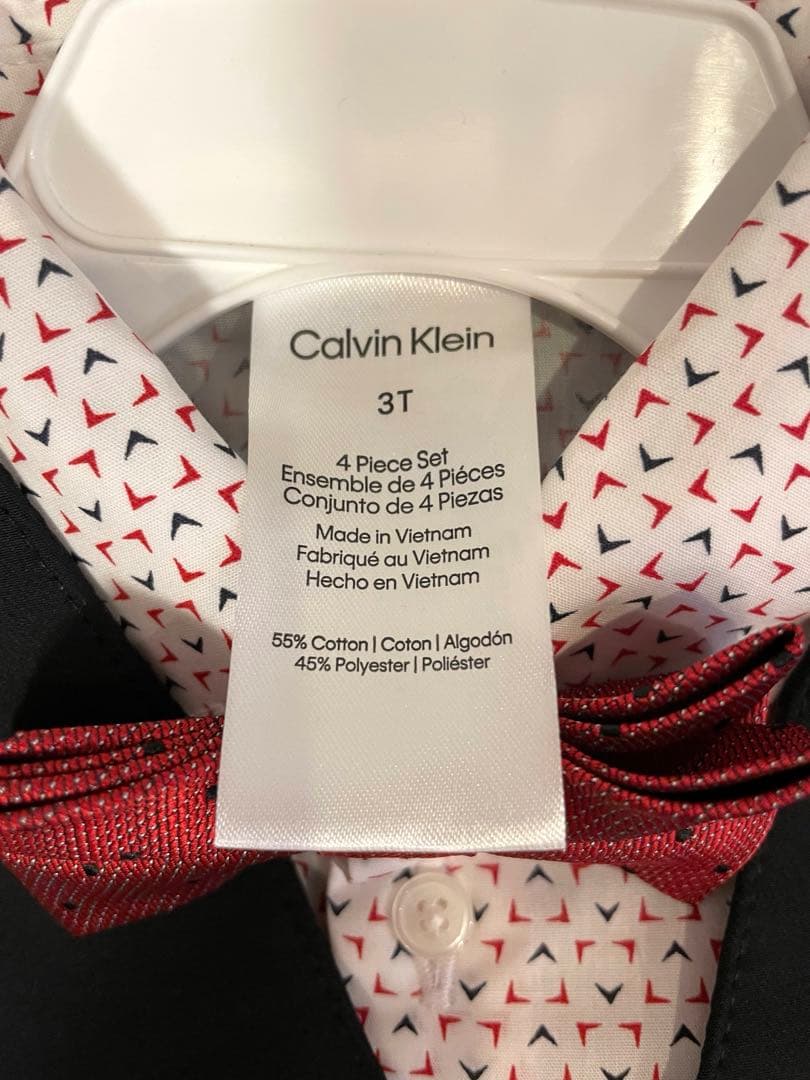 Calvin Klein
3T
4 Piece Set
Ensemble de 4 Piéces
Conjunto de 4 Piezas
Made in Vietnam
Fabriqué au Vietnam
Hecho en Vietnam
55% Cotton | Coton | Algodón
45% Polyester | Poliéster